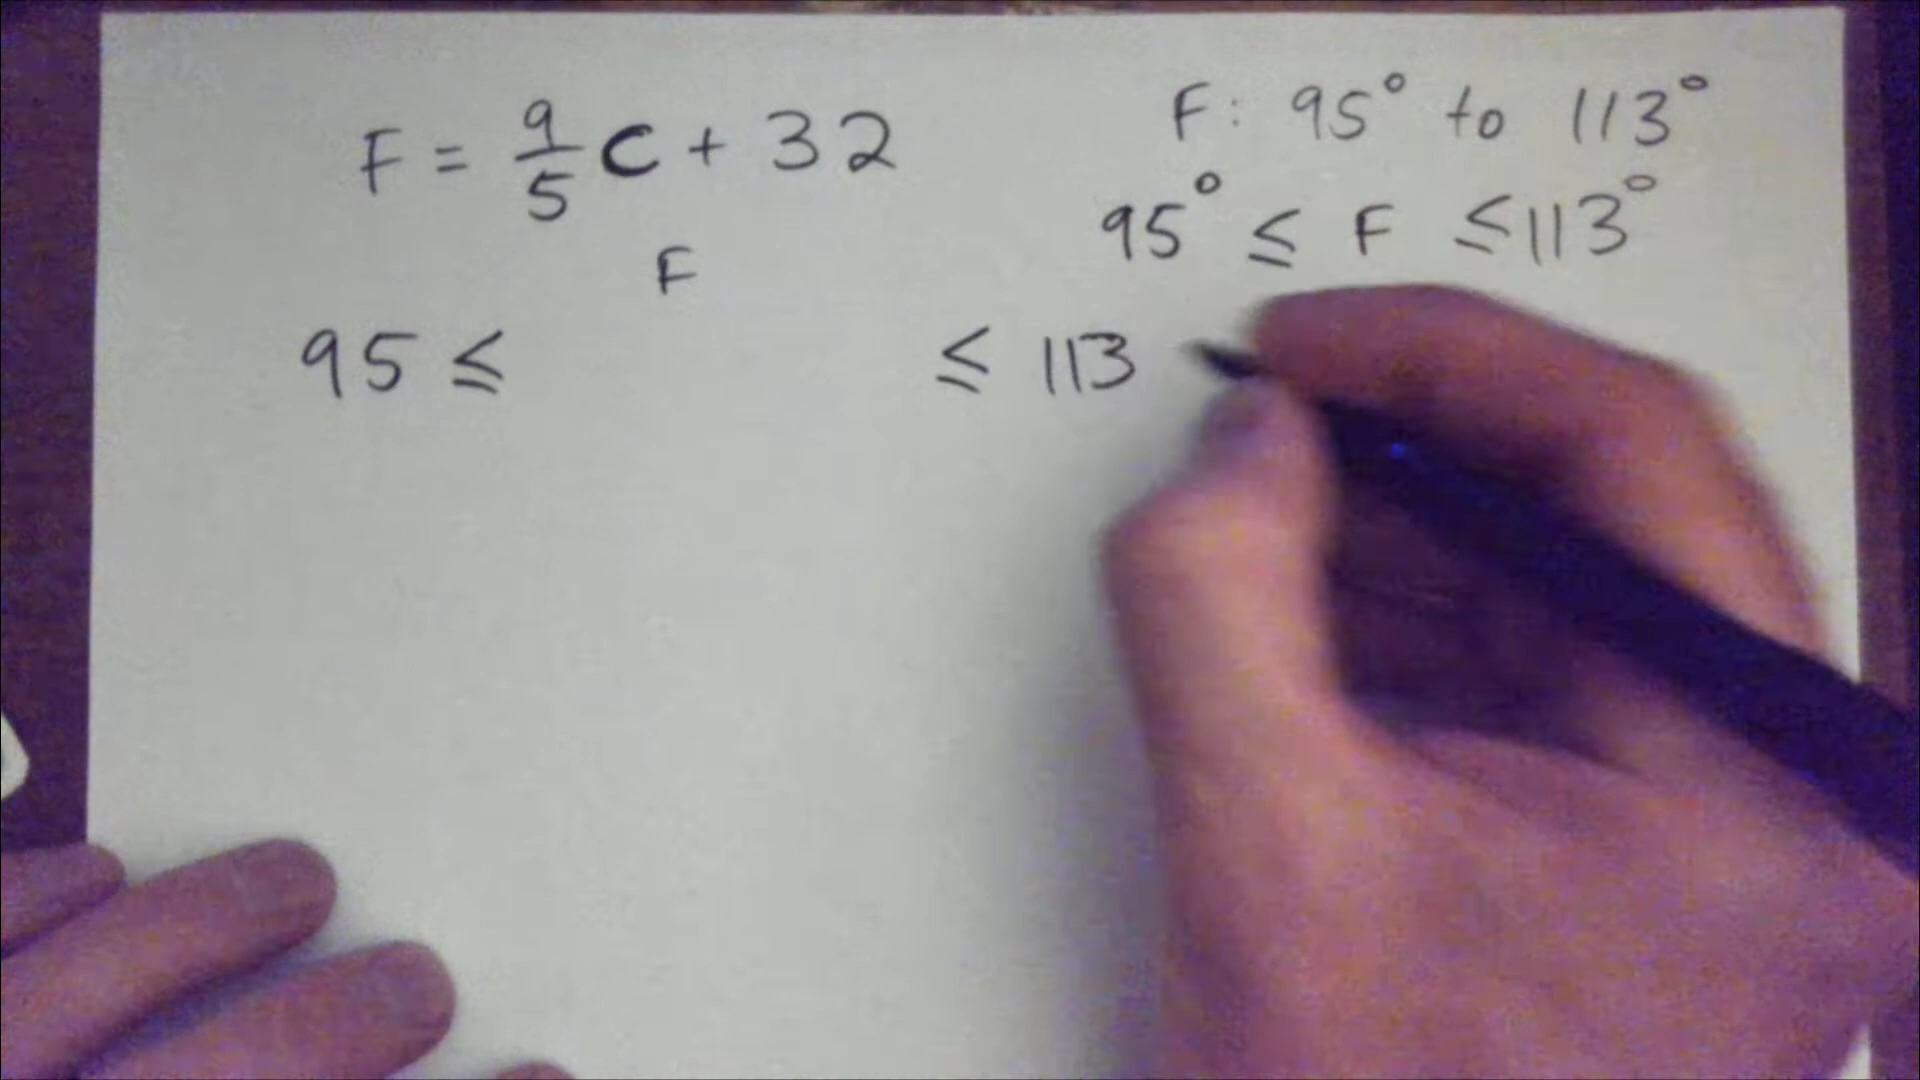 F = 9/5 C + 32
F: 95° to 113°
95° ≤ F ≤ 113°
F
95 ≤ ≤ 113